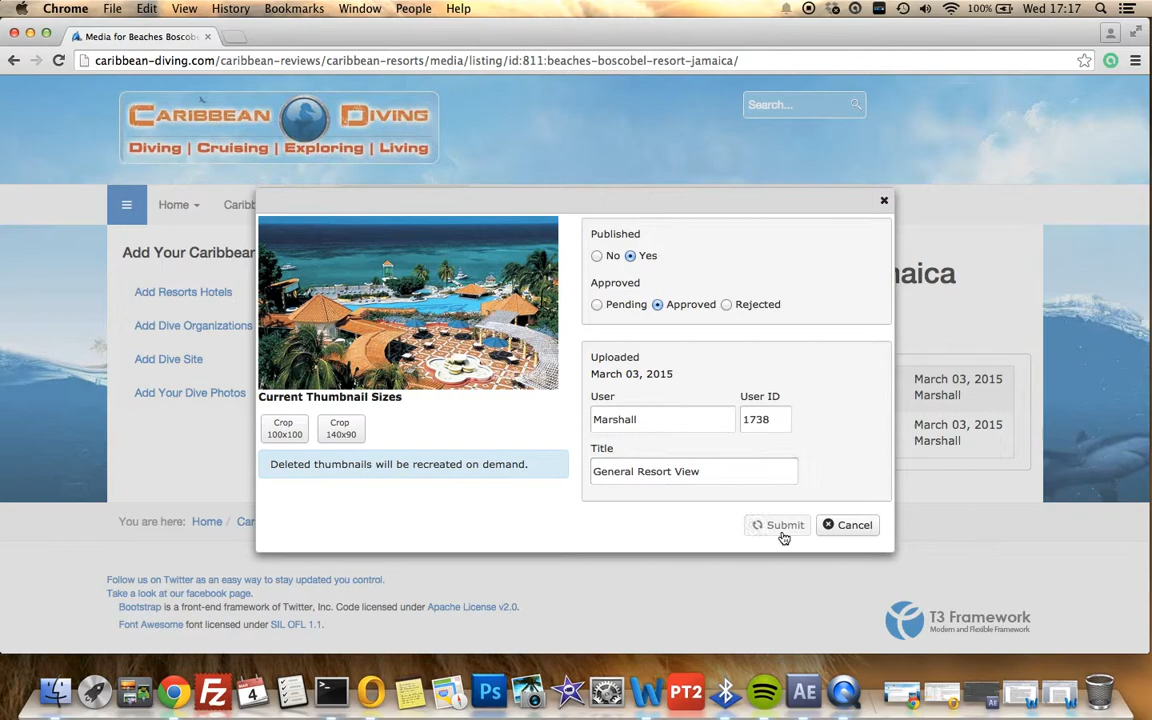 Chrome File Edit View History Bookmarks Window People Help 100% Wed 17:17
Media for Beaches Boscob
caribbean-diving.com/caribbean-reviews/caribbean-resorts/media/listing/id:811:beaches-boscobel-resort-jamaica/
CARIBBEAN DIVING
Diving | Cruising | Exploring | Living
Search...
Home Caribb
Add Your Caribbean
Add Resorts Hotels
Add Dive Organizations
Add Dive Site
Add Your Dive Photos
naica
March 03, 2015
Marshall
March 03, 2015
Marshall
Published
No Yes
Approved
Pending Approved Rejected
Uploaded
March 03, 2015
User User ID
Marshall 1738
Title
General Resort View
Current Thumbnail Sizes
Crop
100x100
Crop
140x90
Deleted thumbnails will be recreated on demand.
Submit Cancel
You are here: Home / Car
Follow us on Twitter as an easy way to stay updated you control.
Take a look at our facebook page.
Bootstrap is a front-end framework of Twitter, Inc. Code licensed under Apache License v2.0.
Font Awesome font licensed under SIL OFL 1.1.
T3 Framework
Modern and Flexible Framework
Fz
4
Ps
W
PT2
AE